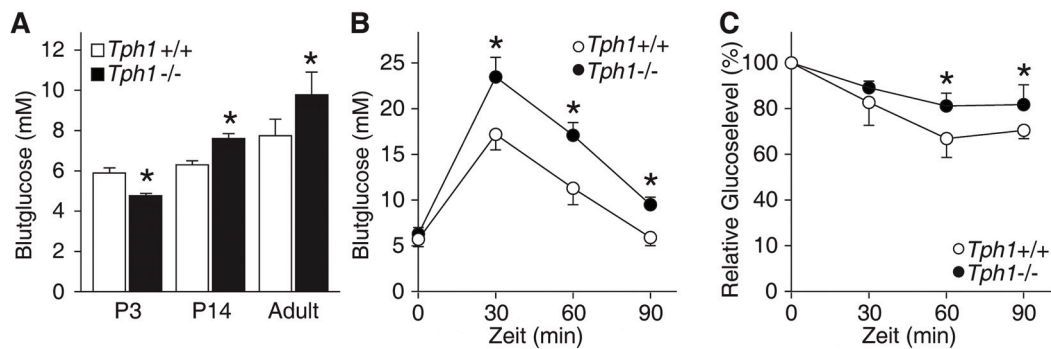 A
Tph1+/+
Tph1-/-
Blutglucose (mM)
12
10
8
6
4
2
0
*
*
*
P3
P14
Adult
B
Tph1+/+
Tph1-/-
Blutglucose (mM)
25
20
15
10
5
0
*
*
*
0
30
60
90
Zeit (min)
C
Relative Glucoselevel (%)
100
80
60
40
10
0
*
*
Tph1+/+
Tph1-/-
0
30
60
90
Zeit (min)